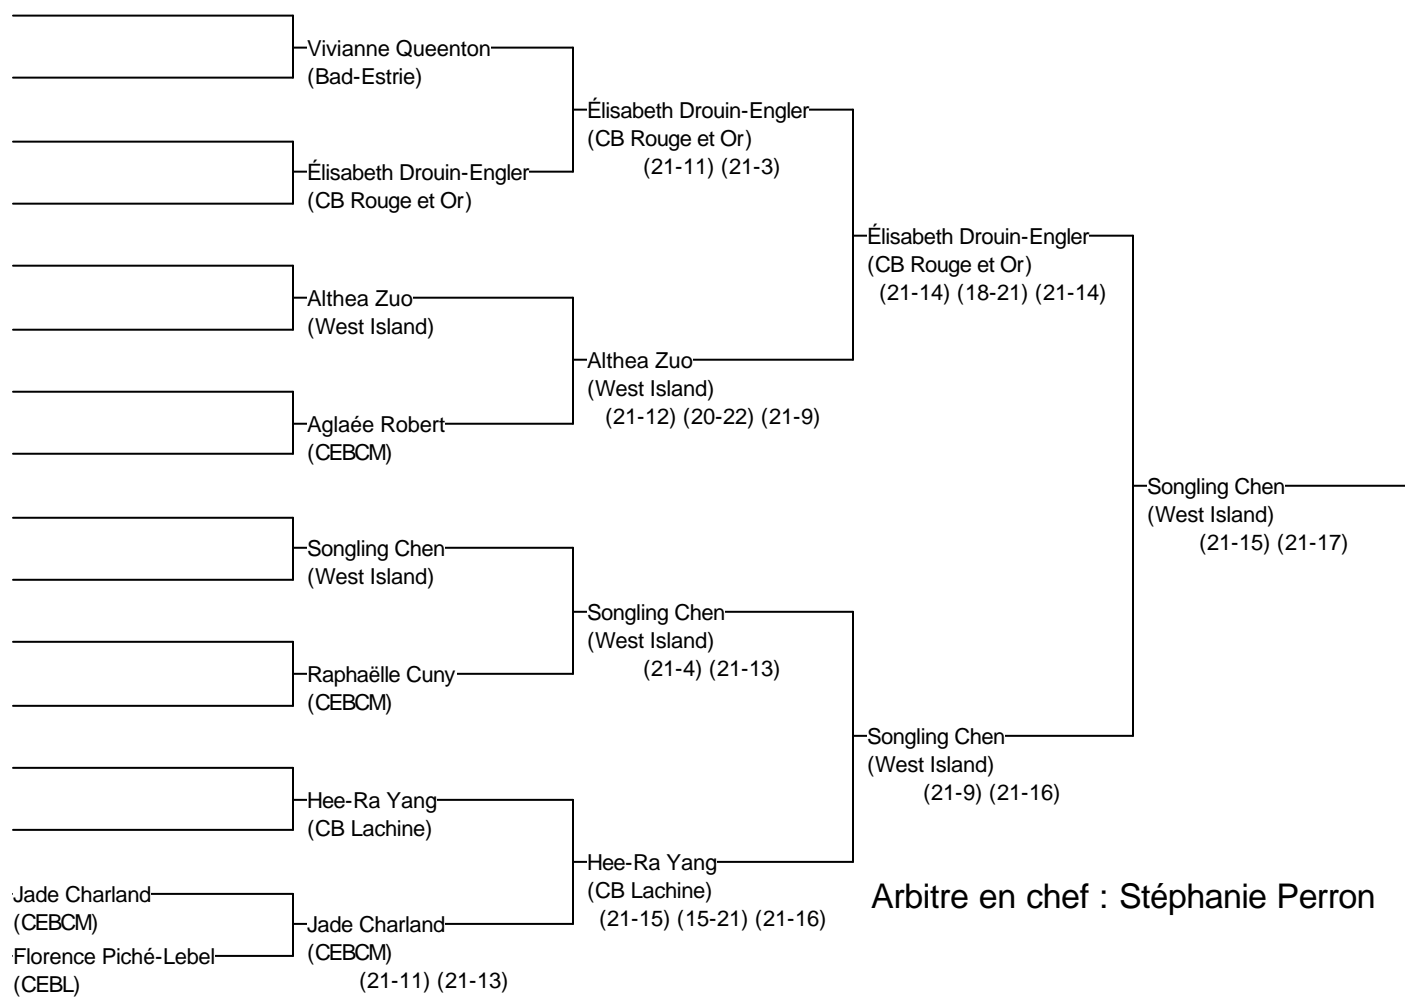 Vivianne Queenton
(Bad-Estrie)
Élisabeth Drouin-Engler
(CB Rouge et Or)
Althea Zuo
(West Island)
Aglaée Robert
(CEBCM)
Songling Chen
(West Island)
Raphaëlle Cuny
(CEBCM)
Hee-Ra Yang
(CB Lachine)
Jade Charland
(CEBCM)
Florence Piché-Lebel
(CEBL)
Jade Charland
(CEBCM)
(21-11) (21-13)
Élisabeth Drouin-Engler
(CB Rouge et Or)
(21-11) (21-3)
Althea Zuo
(West Island)
(21-12) (20-22) (21-9)
Songling Chen
(West Island)
(21-4) (21-13)
Hee-Ra Yang
(CB Lachine)
(21-15) (15-21) (21-16)
Élisabeth Drouin-Engler
(CB Rouge et Or)
(21-14) (18-21) (21-14)
Songling Chen
(West Island)
(21-9) (21-16)
Songling Chen
(West Island)
(21-15) (21-17)
Arbitre en chef : Stéphanie Perron